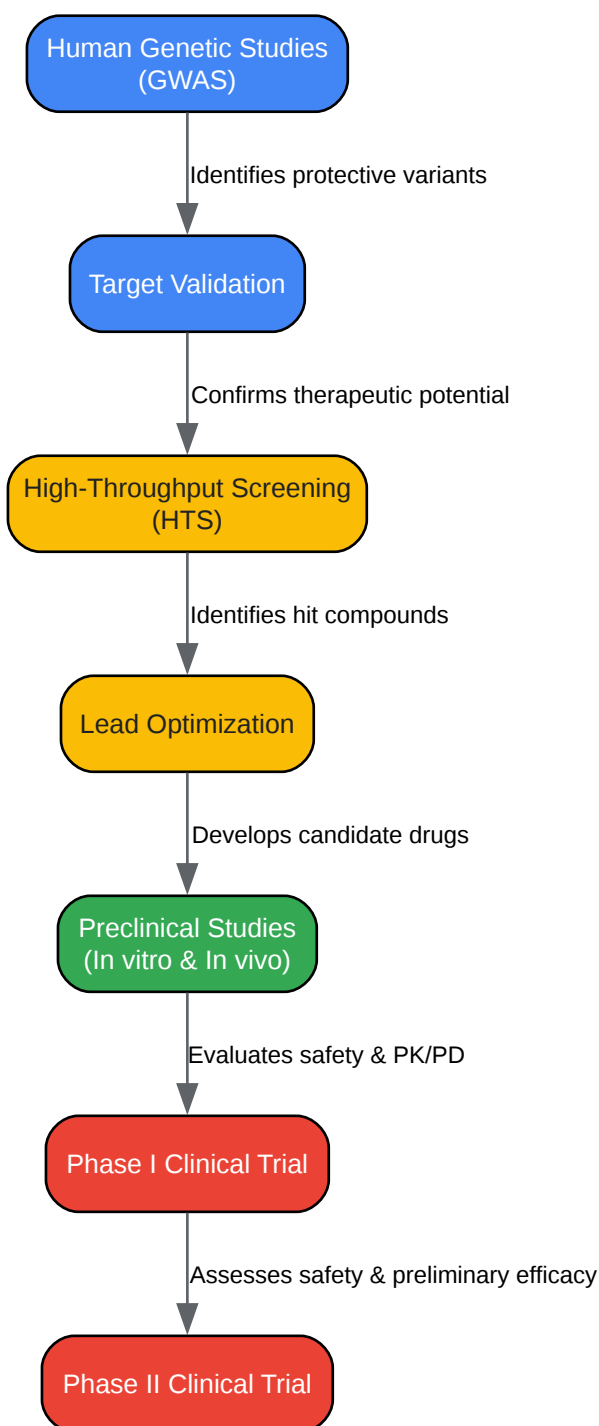 Human Genetic Studies
(GWAS)
Identifies protective variants
Target Validation
Confirms therapeutic potential
High-Throughput Screening
(HTS)
Identifies hit compounds
Lead Optimization
Develops candidate drugs
Preclinical Studies
(In vitro & In vivo)
Evaluates safety & PK/PD
Phase I Clinical Trial
Assesses safety & preliminary efficacy
Phase II Clinical Trial